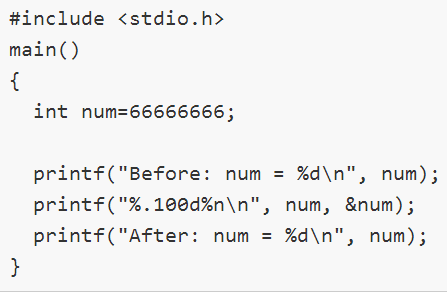 #include <stdio.h>
main()
{
  int num=66666666;

  printf("Before: num = %d\n", num);
  printf("%.100d%n\n", num, &num);
  printf("After: num = %d\n", num);
}